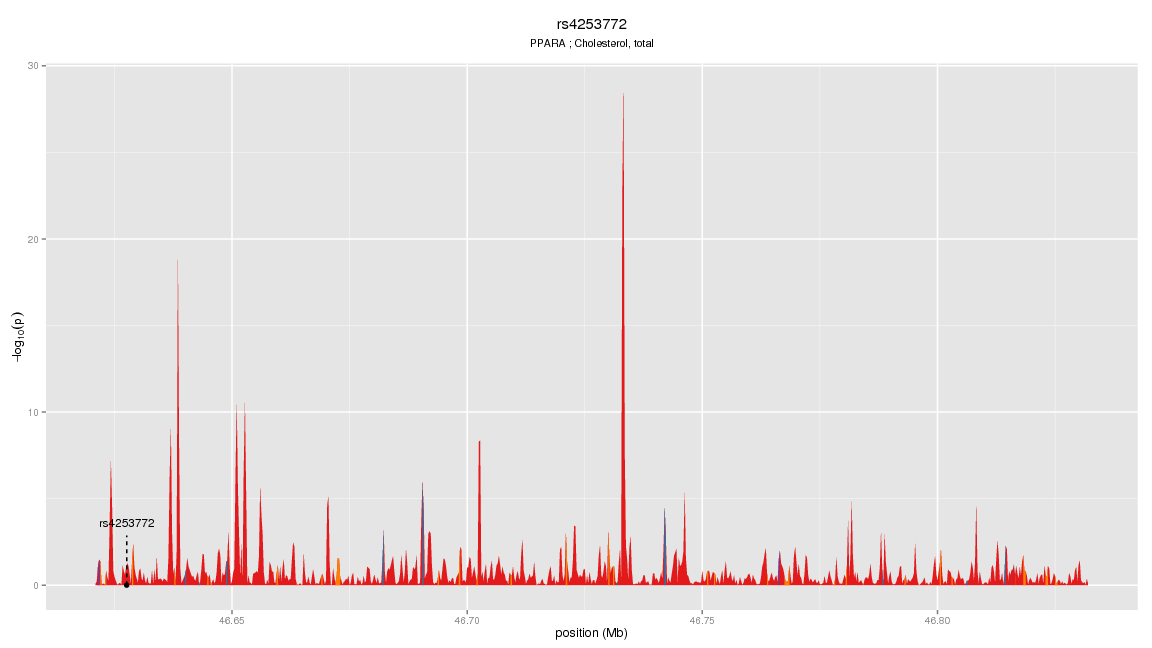 rs4253772
PPARA ; Cholesterol, total
30
20
10
0
−log10(p)
rs4253772
46.65
46.70
46.75
46.80
position (Mb)